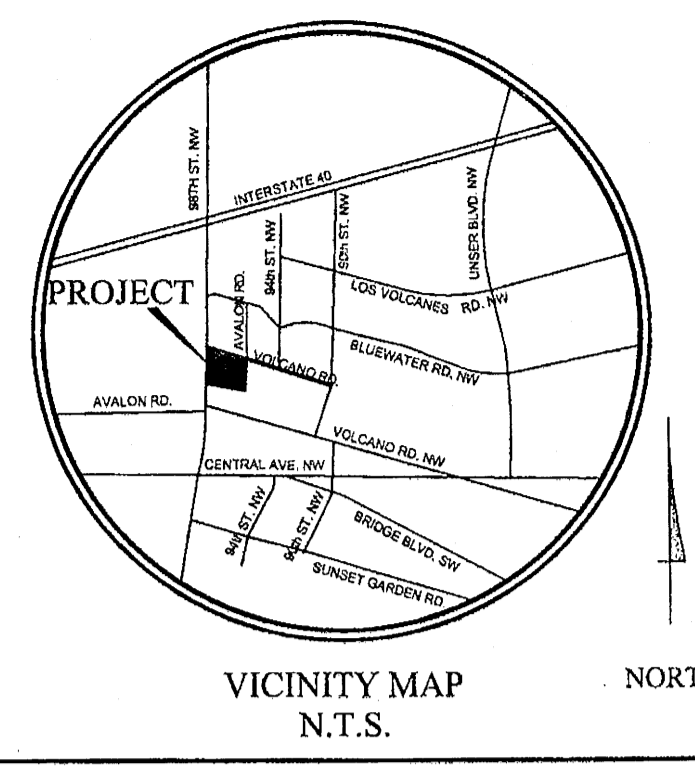 98TH ST. NW
INTERSTATE 40
94th ST. NW
90th ST. NW
UNSER BLVD. NW
PROJECT
AVALON RD.
LOS VOLCANES RD. NW
VOLCANO RD.
BLUEWATER RD. NW
AVALON RD.
VOLCANO RD. NW
CENTRAL AVE, NW
94th ST. NW
90th ST. NW
BRIDGE BLVD. SW
SUNSET GARDEN RD.
VICINITY MAP
N.T.S.
NORT